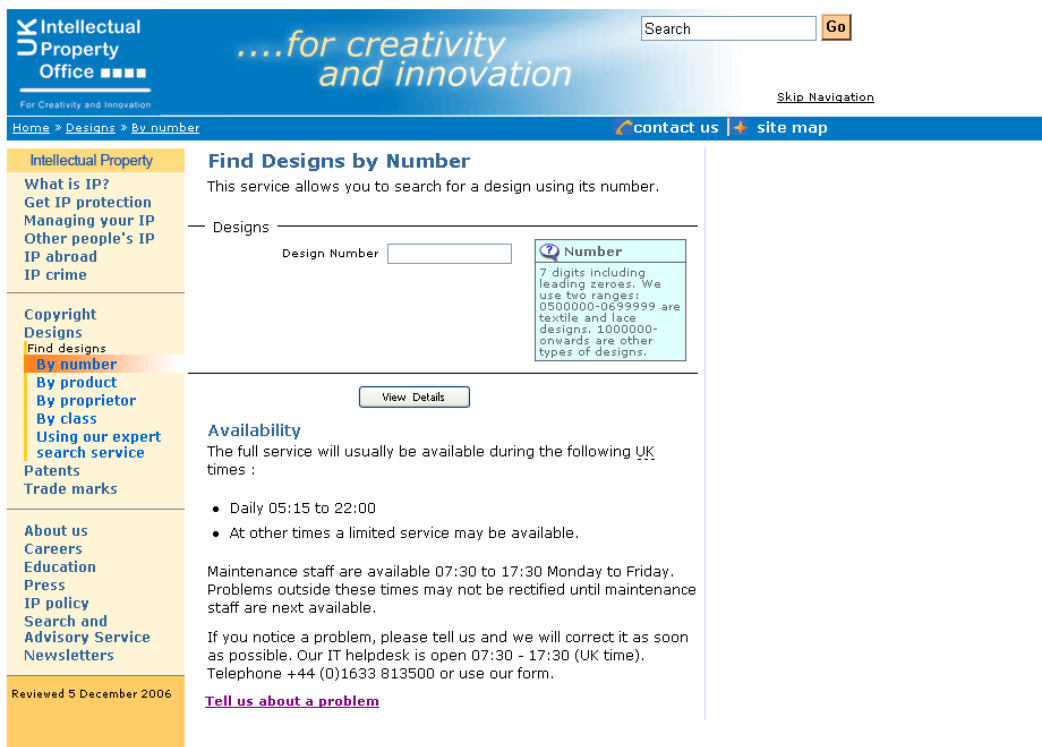 UK Intellectual
Property
Office
For Creativity and Innovation
....for creativity
and innovation
Search
Go
Skip Navigation
Home » Designs » By number
contact us | site map
Intellectual Property
What is IP?
Get IP protection
Managing your IP
Other people's IP
IP abroad
IP crime
Copyright
Designs
Find designs
By number
By product
By proprietor
By class
Using our expert
search service
Patents
Trade marks
About us
Careers
Education
Press
IP policy
Search and
Advisory Service
Newsletters
Reviewed 5 December 2006
Find Designs by Number
This service allows you to search for a design using its number.
Designs
Design Number
Number
7 digits including
leading zeroes. We
use two ranges:
0500000-0699999 are
textile and lace
designs. 1000000-
onwards are other
types of designs.
View Details
Availability
The full service will usually be available during the following UK
times :
• Daily 05:15 to 22:00
• At other times a limited service may be available.
Maintenance staff are available 07:30 to 17:30 Monday to Friday.
Problems outside these times may not be rectified until maintenance
staff are next available.
If you notice a problem, please tell us and we will correct it as soon
as possible. Our IT helpdesk is open 07:30 - 17:30 (UK time).
Telephone +44 (0)1633 813500 or use our form.
Tell us about a problem